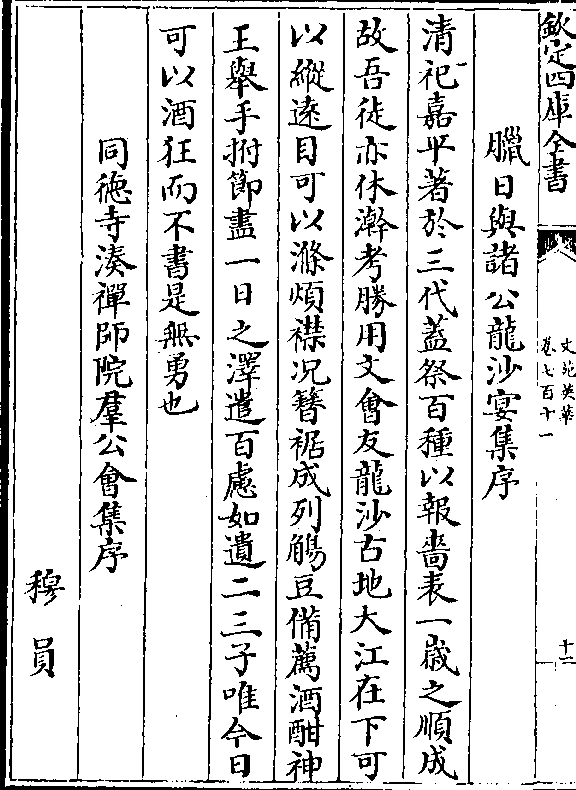 欽定四庫全書
文苑英華
卷七百十一
十二
臘日與諸公龍沙宴集序
清祀嘉平著於三代蓋祭百種以報嗇表一歲之順成
故吾徒亦休澣考勝用文會友龍沙古地大江在下可
以縱遠目可以滌煩襟况簪裾成列觴豆備薦酒酣神
王舉手拊節盡一日之澤遣百慮如遺二三子唯今日
可以酒狂而不書是無勇也
同徳寺湊禪師院羣公會集序
穆員